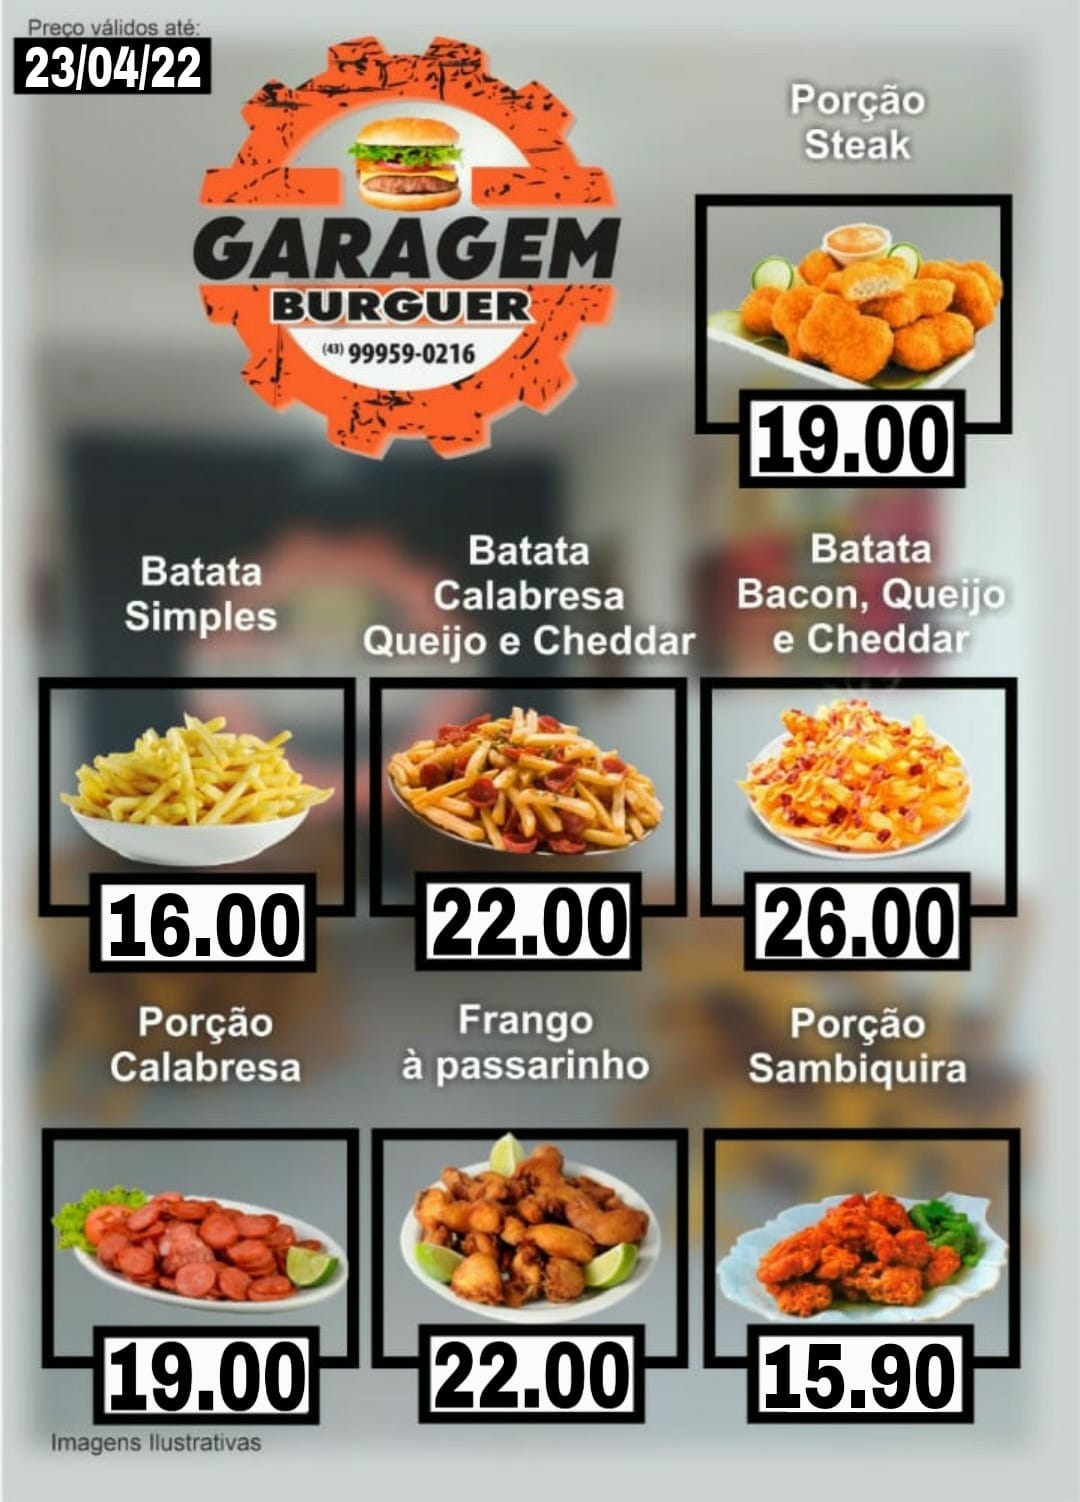 Preço válidos até:
23/04/22
GARAGEM
BURGUER
(43) 99959-0216
Porção
Steak
19.00
Batata
Simples
16.00
Batata
Calabresa
Queijo e Cheddar
22.00
Batata
Bacon, Queijo
e Cheddar
26.00
Porção
Calabresa
19.00
Frango
à passarinho
22.00
Porção
Sambiquira
15.90
Imagens Ilustrativas